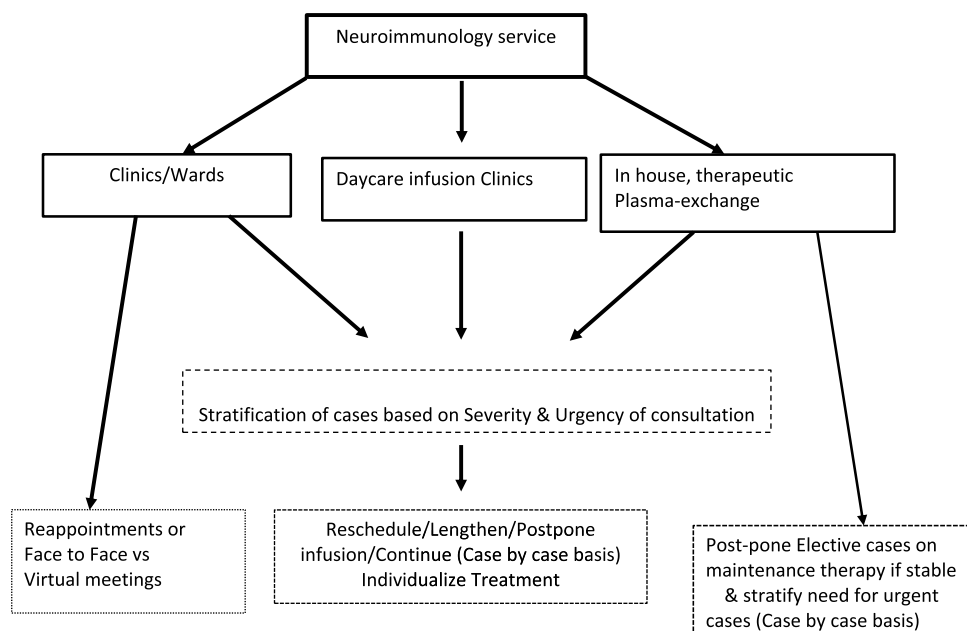 Neuroimmunology service
Clinics/Wards
Daycare infusion Clinics
In house, therapeutic
Plasma-exchange
Stratification of cases based on Severity & Urgency of consultation
Reappointments or
Face to Face vs
Virtual meetings
Reschedule/Lengthen/Postpone
infusion/Continue (Case by case basis)
Individualize Treatment
Post-pone Elective cases on
maintenance therapy if stable
& stratify need for urgent
cases (Case by case basis)